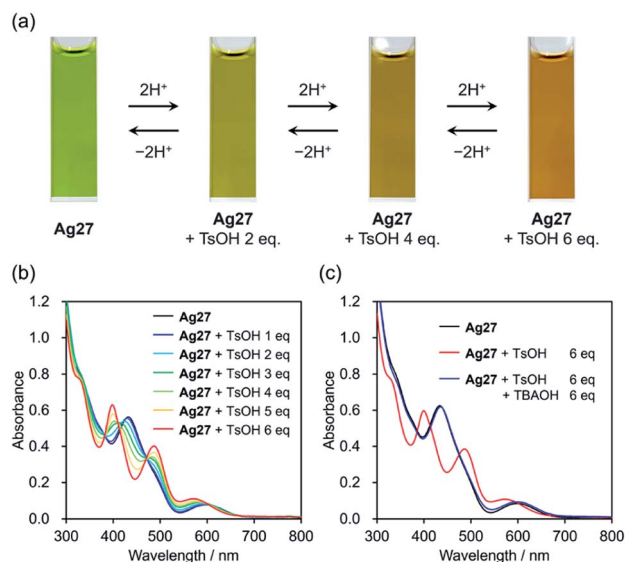 (a)
2H⁺ 2H⁺ 2H⁺
−2H⁺ −2H⁺ −2H⁺
Ag27 Ag27 Ag27 Ag27
+ TsOH 2 eq. + TsOH 4 eq. + TsOH 6 eq.
(b)
1.2
1.0
0.8
0.6
0.4
0.2
0.0
Absorbance
Ag27
Ag27 + TsOH 1 eq
Ag27 + TsOH 2 eq
Ag27 + TsOH 3 eq
Ag27 + TsOH 4 eq
Ag27 + TsOH 5 eq
Ag27 + TsOH 6 eq
300 400 500 600 700 800
Wavelength / nm
(c)
1.2
1.0
0.8
0.6
0.4
0.2
0.0
Absorbance
Ag27
Ag27 + TsOH 6 eq
Ag27 + TsOH 6 eq
+ TBAOH 6 eq
300 400 500 600 700 800
Wavelength / nm